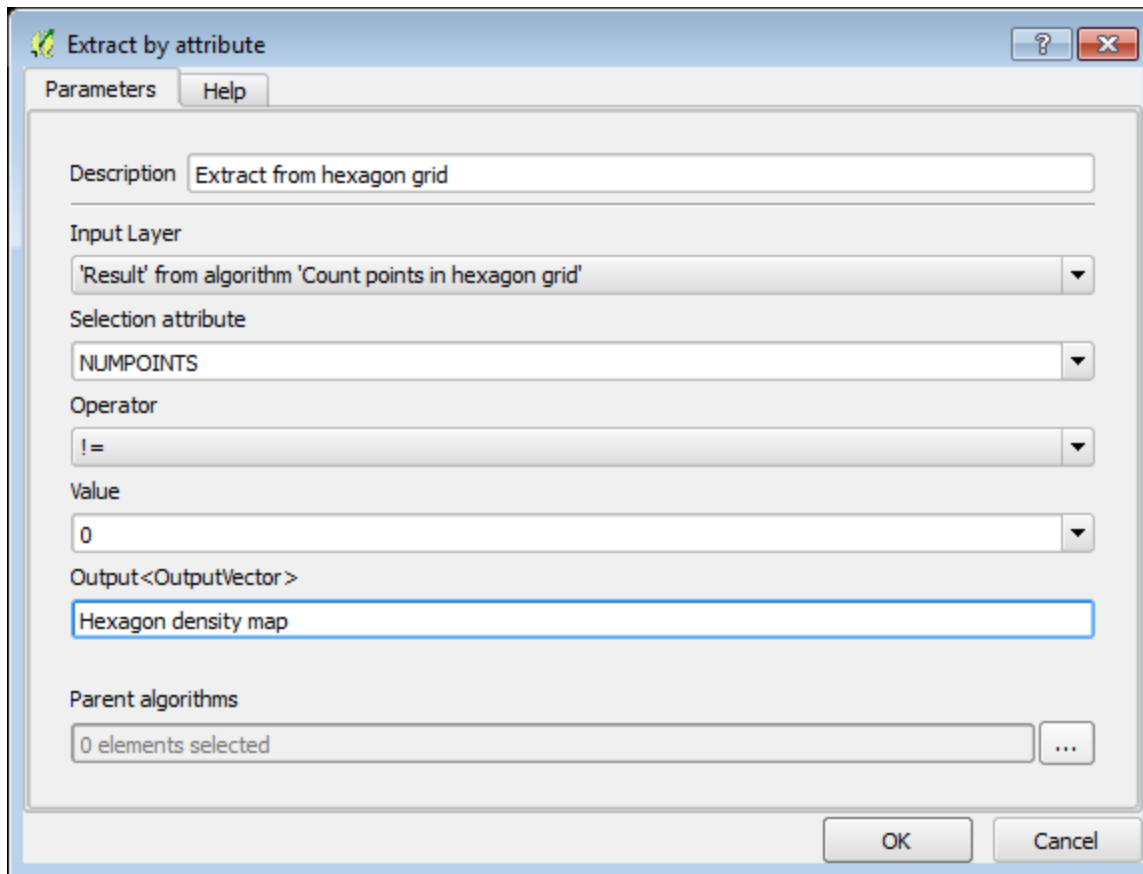 Extract by attribute
Parameters Help
Description Extract from hexagon grid
Input Layer
'Result' from algorithm 'Count points in hexagon grid'
Selection attribute
NUMPOINTS
Operator
!=
Value
0
Output<OutputVector>
Hexagon density map
Parent algorithms
0 elements selected ...
OK Cancel